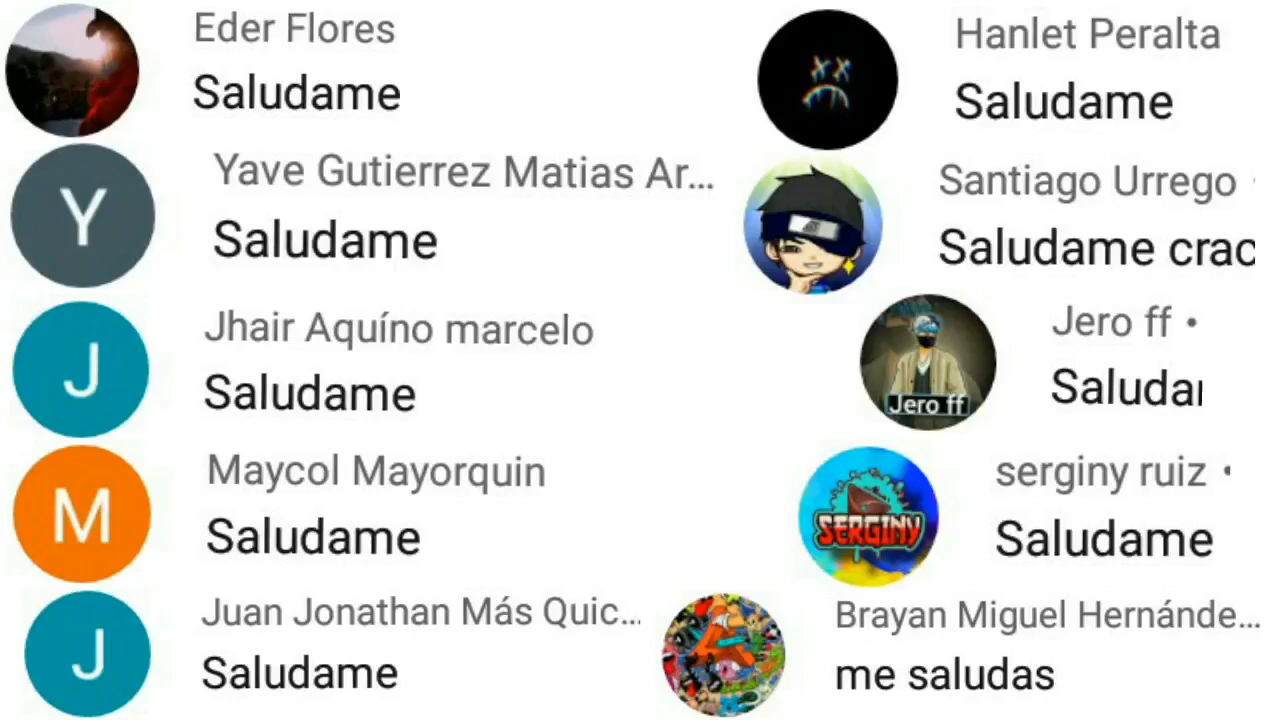 Eder Flores
Saludame
Y
Yave Gutierrez Matias Ar...
Saludame
J
Jhair Aquíno marcelo
Saludame
M
Maycol Mayorquin
Saludame
J
Juan Jonathan Más Quic...
Saludame
Hanlet Peralta
Saludame
Santiago Urrego
Saludame crac
Jero ff •
Saludar
Jero ff
serginy ruiz •
Saludame
SERGINY
Brayan Miguel Hernánde...
me saludas